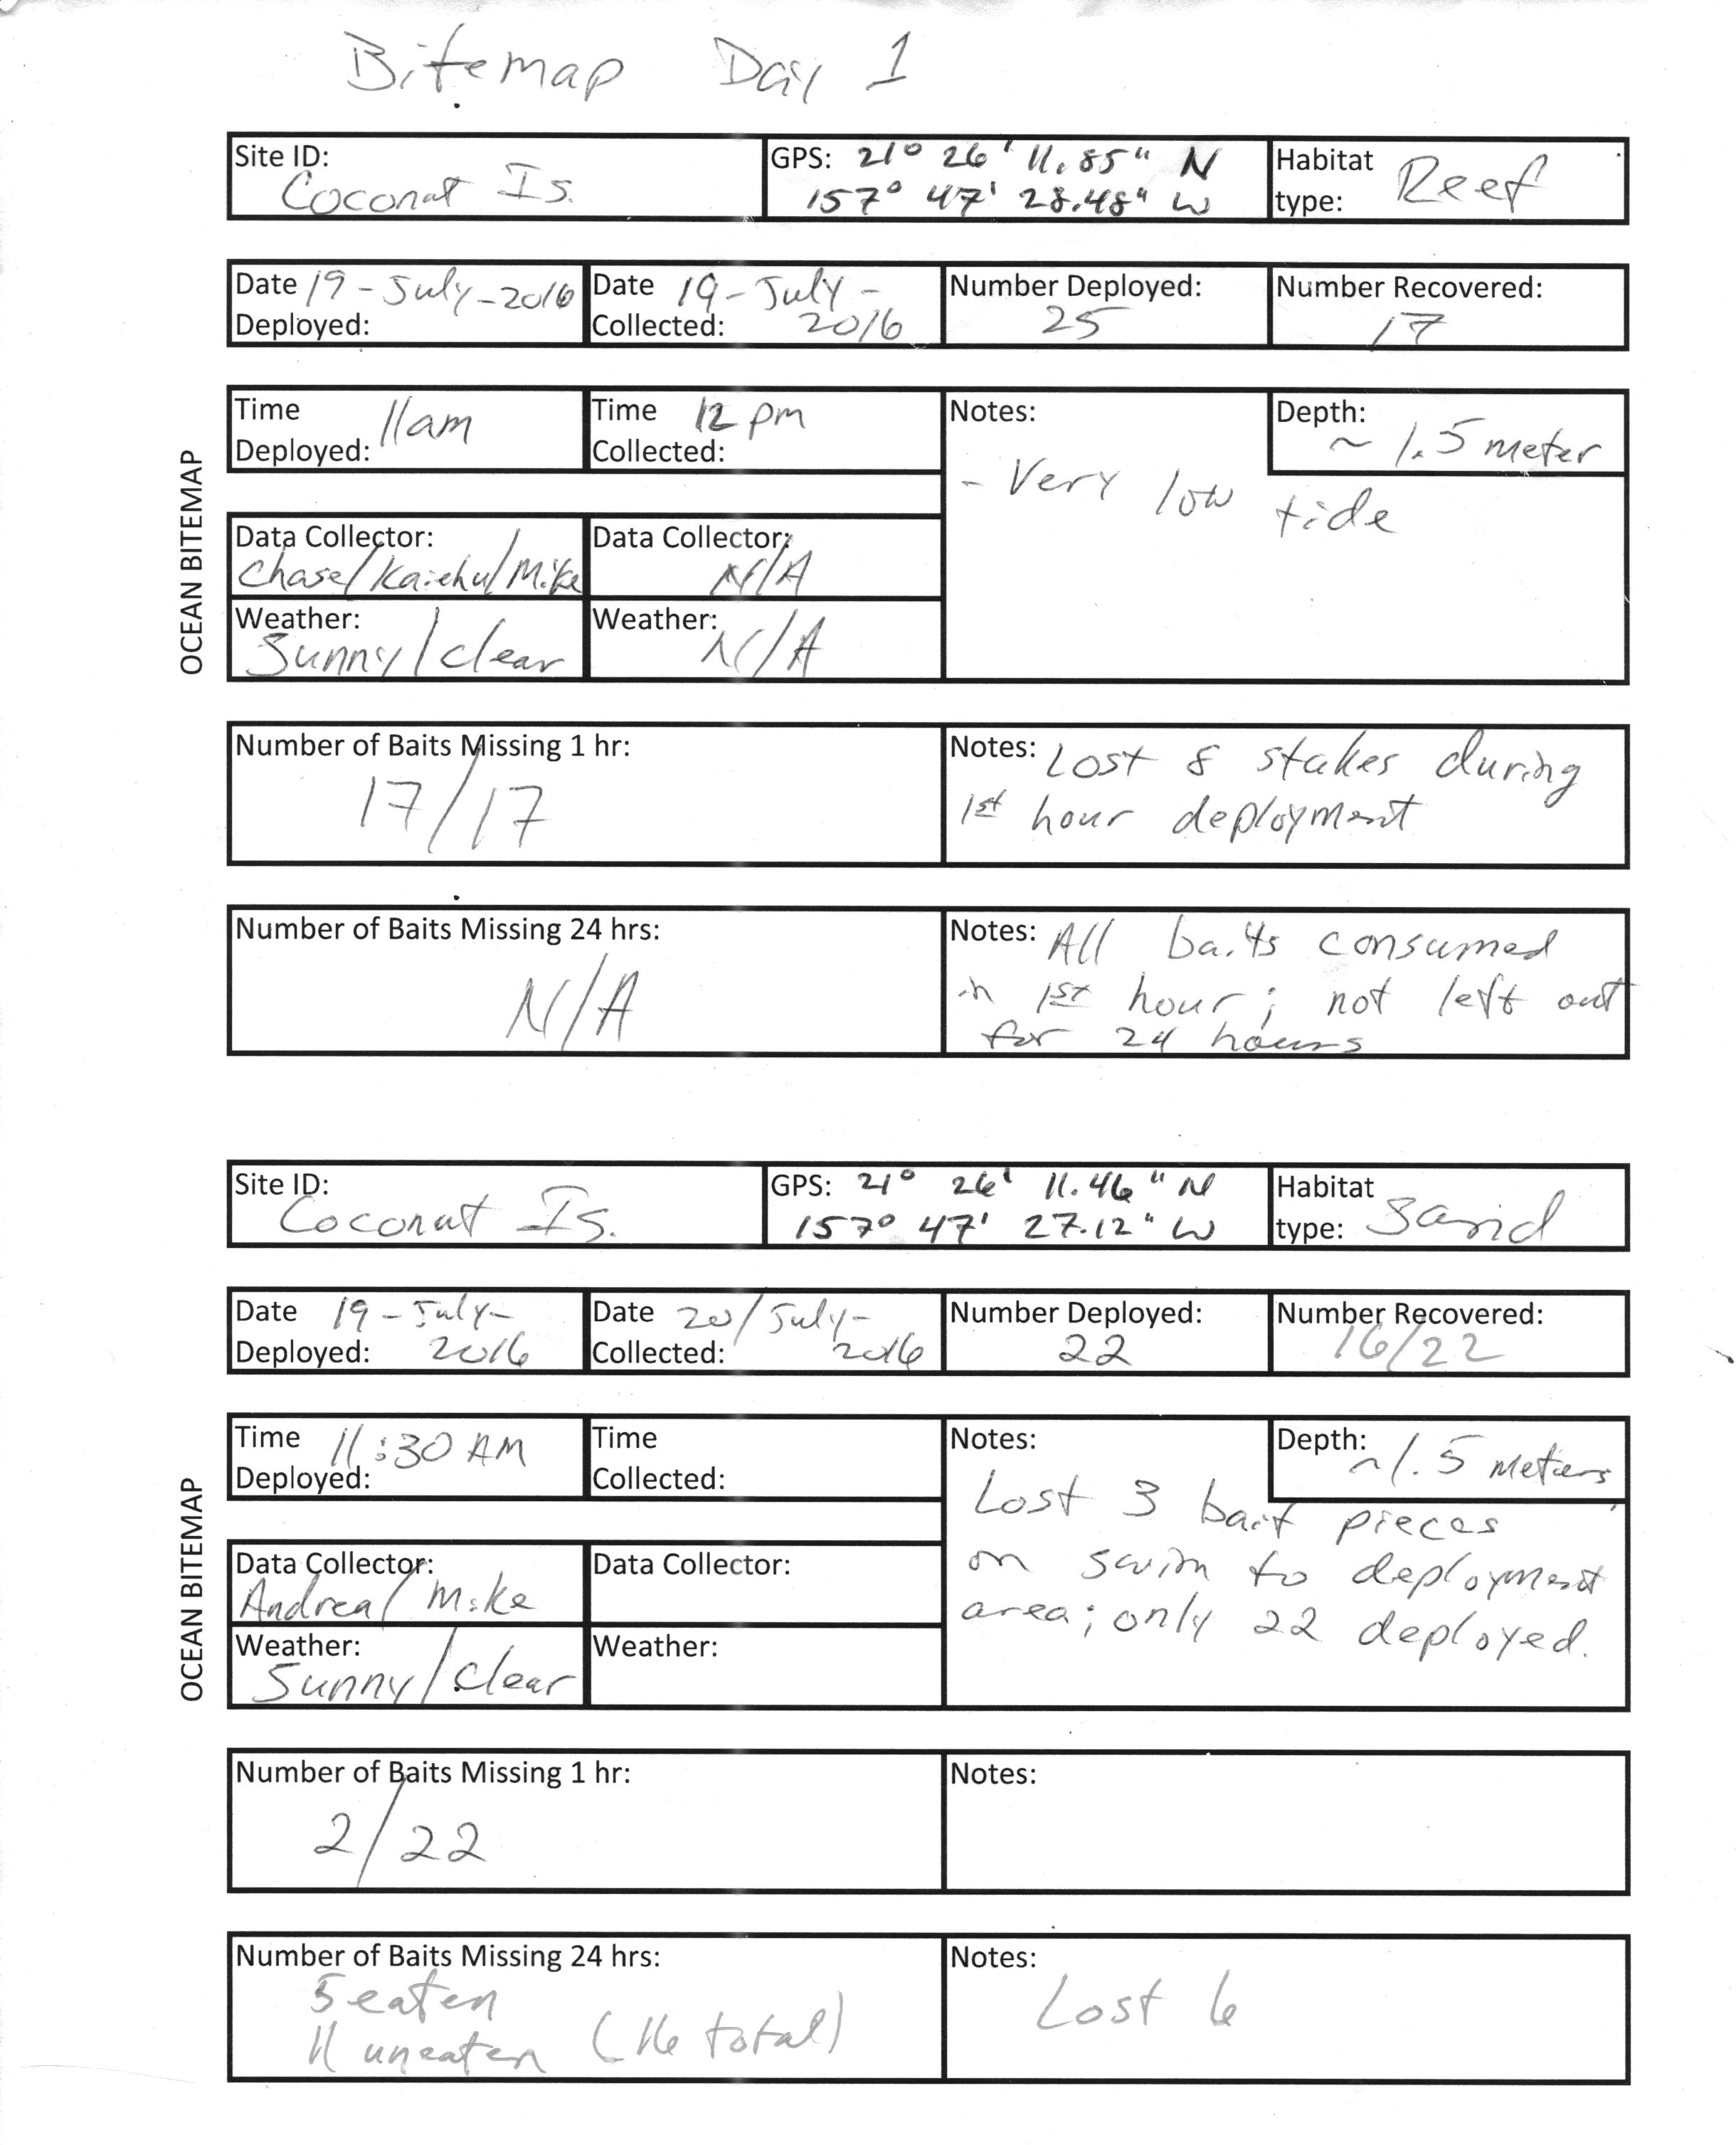 Bitemap Day 1
Site ID:
Coconut Is.
GPS: 21° 26' 11.85" N
157° 47' 28.48" W
Habitat
type: Reef
Date 19-July-2016
Deployed:
Date 19-July-
Collected: 2016
Number Deployed:
25
Number Recovered:
17
Time
Deployed: 11am
Time 12 pm
Collected:
Notes:
- Very low tide
Depth:
~ 1.5 meter
OCEAN BITEMAP
Data Collector:
Chase/Kaiehu/Mike
Data Collector:
N/A
Weather:
Sunny/clear
Weather:
N/A
Number of Baits Missing 1 hr:
17/17
Notes: Lost 8 stakes during
1st hour deployment
Number of Baits Missing 24 hrs:
N/A
Notes: All baits consumed
in 1st hour; not left out
for 24 hours
Site ID:
Coconut Is.
GPS: 21° 26' 11.46" N
157° 47' 27.12" W
Habitat
type: Sand
Date 19-July-
Deployed: 2016
Date 20/July-
Collected: 2016
Number Deployed:
22
Number Recovered:
16/22
Time 11:30 AM
Deployed:
Time
Collected:
Notes:
Depth:
~1.5 meters
Lost 3 bait pieces
on swim to deployment
area; only 22 deployed.
OCEAN BITEMAP
Data Collector:
Andrea/Mike
Data Collector:
Weather:
Sunny/Clear
Weather:
Number of Baits Missing 1 hr:
2/22
Notes:
Number of Baits Missing 24 hrs:
5 eaten
11 uneaten (16 total)
Notes:
Lost 6